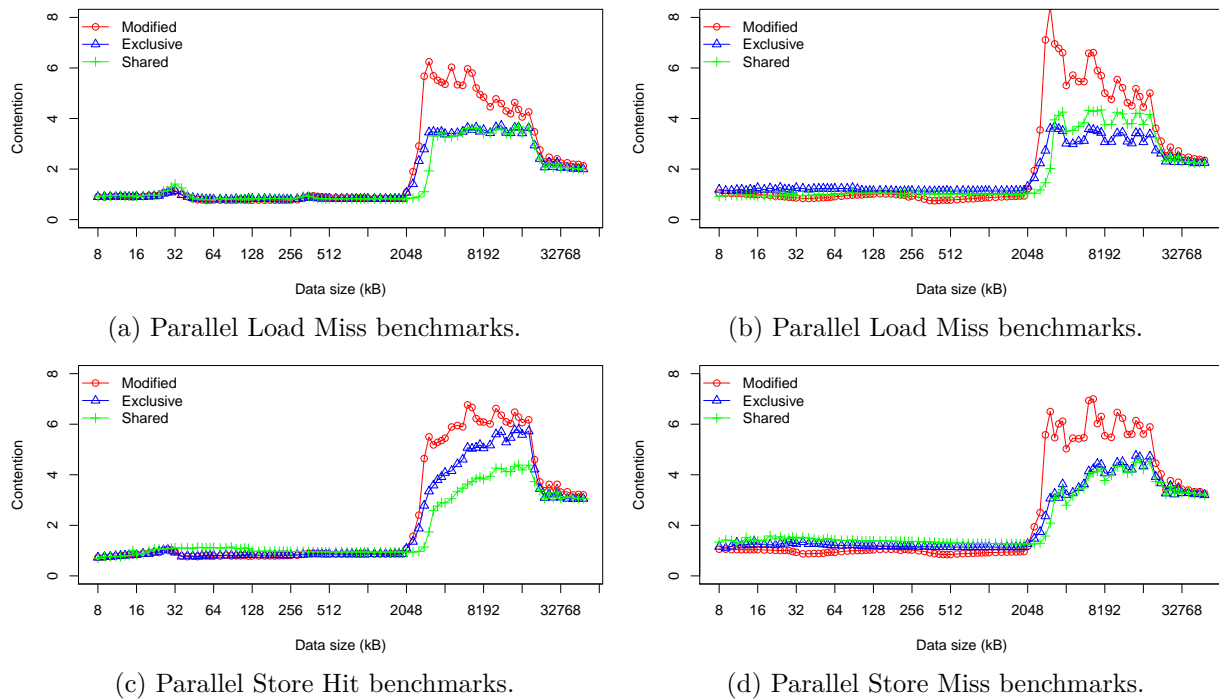 8
6
4
2
0
Contention
Modified
Exclusive
Shared
8 16 32 64 128 256 512 2048 8192 32768
Data size (kB)
(a) Parallel Load Miss benchmarks.
8
6
4
2
0
Contention
Modified
Exclusive
Shared
8 16 32 64 128 256 512 2048 8192 32768
Data size (kB)
(b) Parallel Load Miss benchmarks.
8
6
4
2
0
Contention
Modified
Exclusive
Shared
8 16 32 64 128 256 512 2048 8192 32768
Data size (kB)
(c) Parallel Store Hit benchmarks.
8
6
4
2
0
Contention
Modified
Exclusive
Shared
8 16 32 64 128 256 512 2048 8192 32768
Data size (kB)
(d) Parallel Store Miss benchmarks.